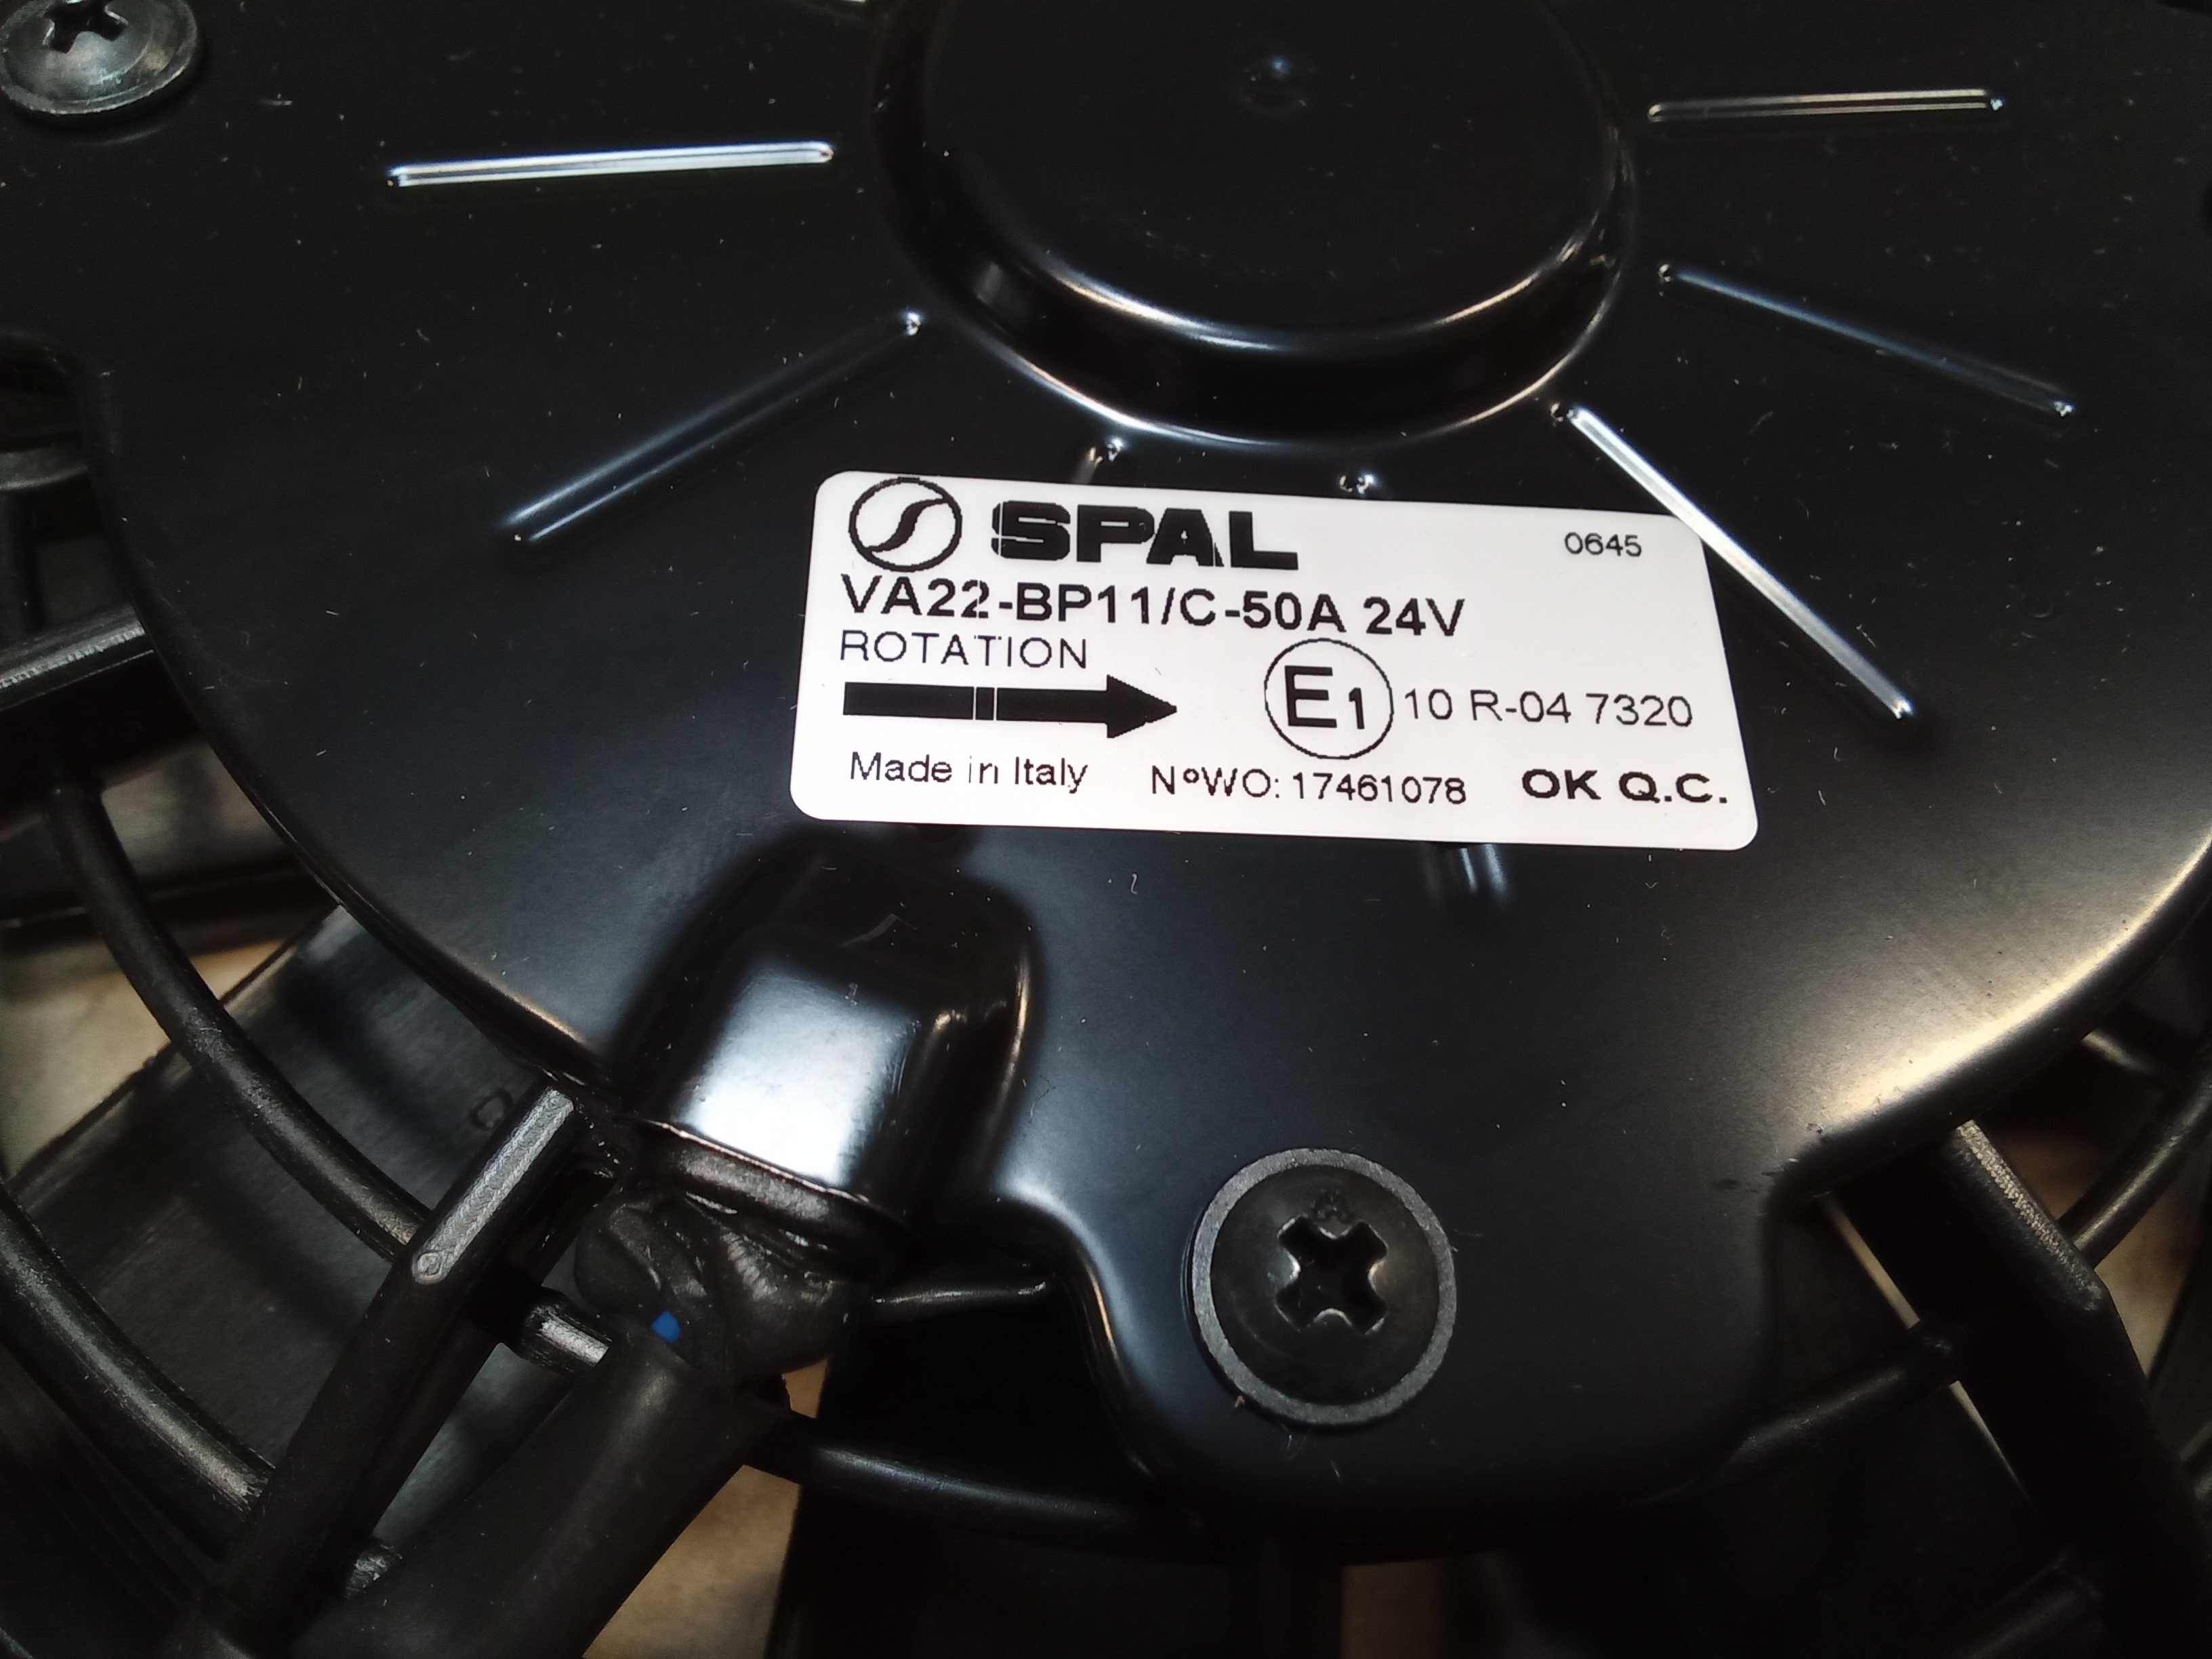 SPAL 0645
VA22-BP11/C-50A 24V
ROTATION
E1 10 R-04 7320
Made in Italy N°WO: 17461078 OK Q.C.